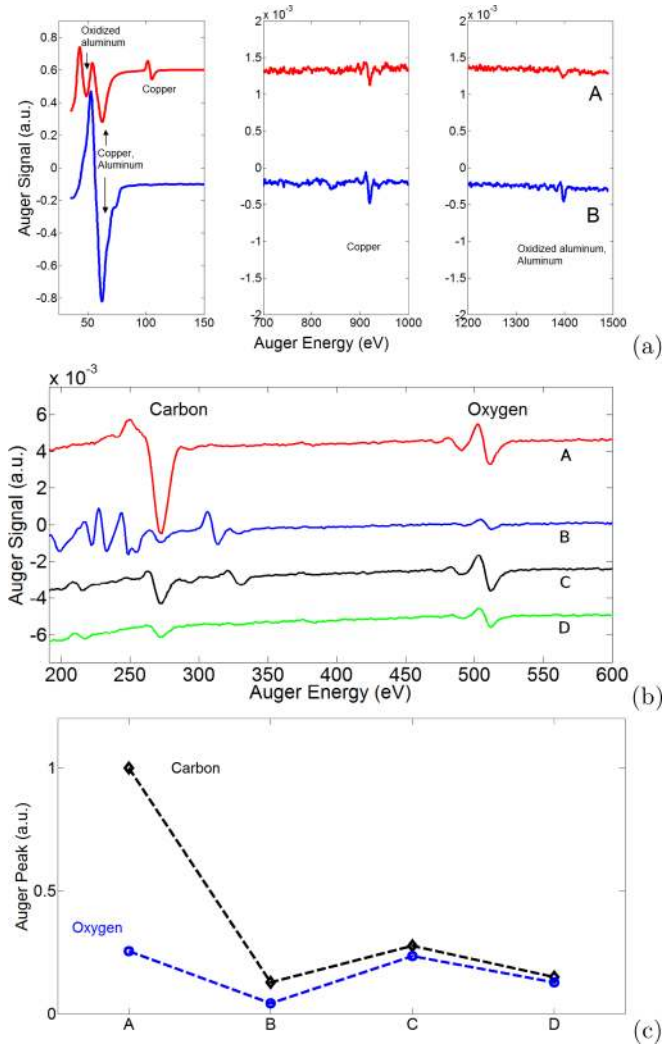 × 10⁻³
× 10⁻³
Oxidized
aluminum
0.8
0.6
0.4
0.2
0
-0.2
-0.4
-0.6
-0.8
Copper
Copper,
Aluminum
50
100
150
2
1.5
1
0.5
0
-0.5
-1
-1.5
-2
Copper
700
800
900
1000
2
1.5
1
0.5
0
-0.5
-1
-1.5
-2
A
B
Oxidized aluminum,
Aluminum
1200
1300
1400
1500
Auger Signal (a.u.)
Auger Energy (eV)
(a)
x 10⁻³
6
4
2
0
-2
-4
-6
Carbon
Oxygen
A
B
C
D
200
250
300
350
400
450
500
550
600
Auger Signal (a.u.)
Auger Energy (eV)
(b)
1
0.5
0
Carbon
Oxygen
Auger Peak (a.u.)
A
B
C
D
(c)